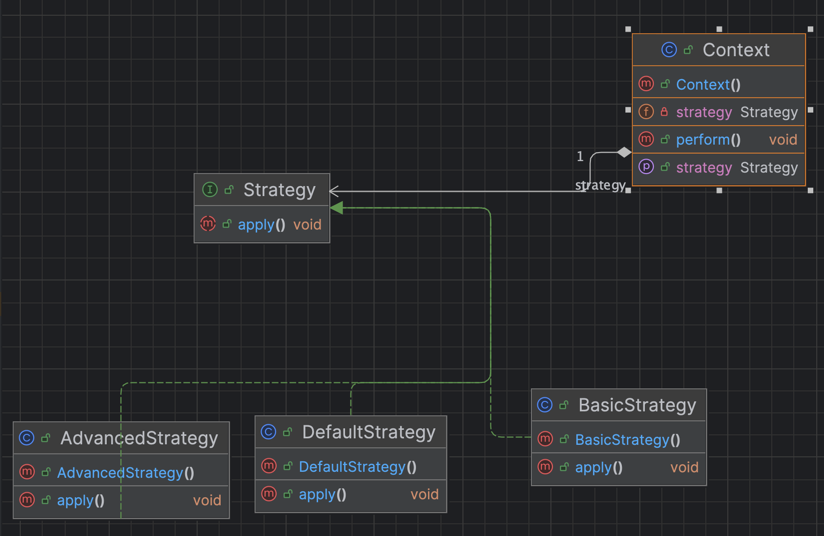 C Context
m Context()
f strategy Strategy
m perform() void
p strategy Strategy
1
strategy
1
I Strategy
m apply() void
C AdvancedStrategy
m AdvancedStrategy()
m apply() void
C DefaultStrategy
m DefaultStrategy()
m apply() void
C BasicStrategy
m BasicStrategy()
m apply() void